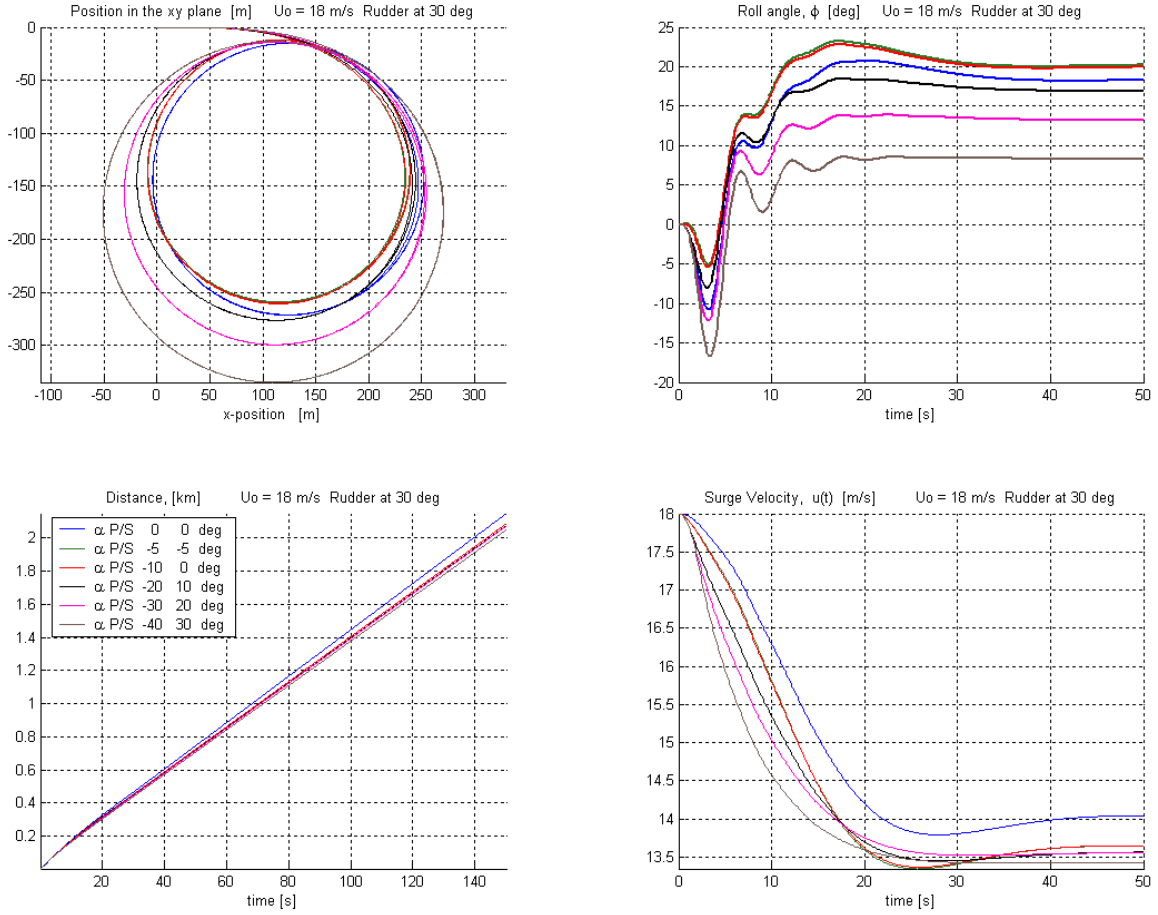 Position in the xy plane [m] Uo = 18 m/s Rudder at 30 deg
0
-50
-100
-150
-200
-250
-300
-100 -50 0 50 100 150 200 250 300
x-position [m]
Roll angle, ϕ [deg] Uo = 18 m/s Rudder at 30 deg
25
20
15
10
5
0
-5
-10
-15
-20
0 10 20 30 40 50
time [s]
Distance, [km] Uo = 18 m/s Rudder at 30 deg
α P/S 0 0 deg
α P/S -5 -5 deg
α P/S -10 0 deg
α P/S -20 10 deg
α P/S -30 20 deg
α P/S -40 30 deg
2
1.8
1.6
1.4
1.2
1
0.8
0.6
0.4
0.2
20 40 60 80 100 120 140
time [s]
Surge Velocity, u(t) [m/s] Uo = 18 m/s Rudder at 30 deg
18
17.5
17
16.5
16
15.5
15
14.5
14
13.5
0 10 20 30 40 50
time [s]